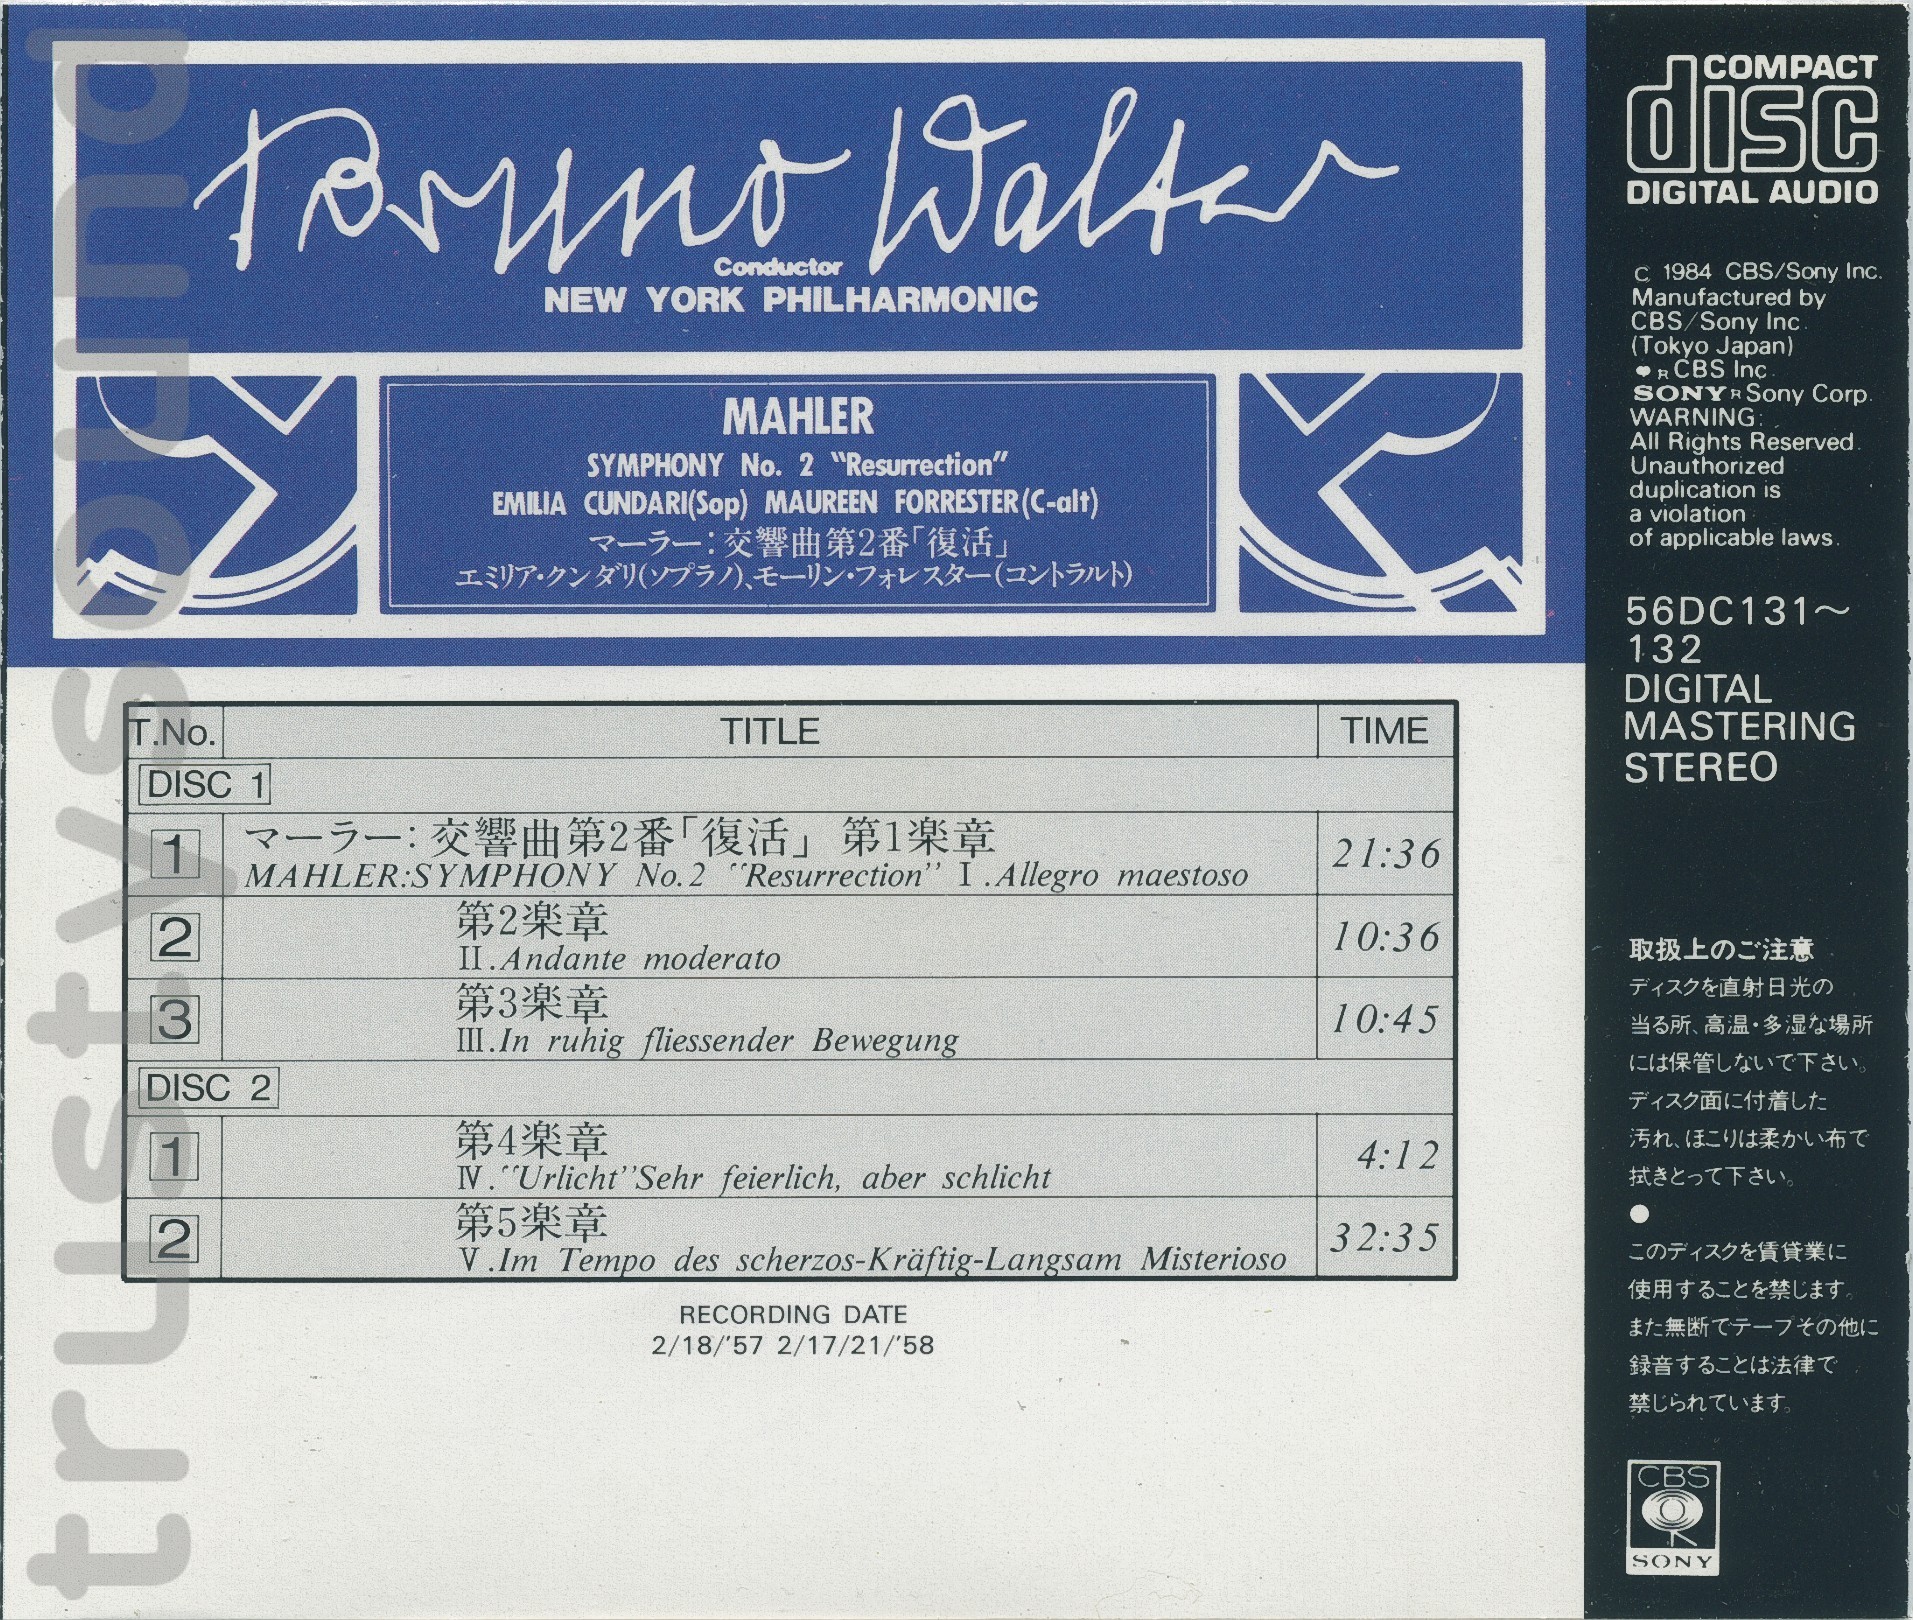 Bruno Walter
Conductor
NEW YORK PHILHARMONIC
MAHLER
SYMPHONY No. 2 "Resurrection"
EMILIA CUNDARI(Sop) MAUREEN FORRESTER(C-alt)
マーラー：交響曲第2番「復活」
エミリア・クンダリ(ソプラノ)、モーリン・フォレスター(コントラルト)
T.No. TITLE TIME
DISC 1
1 マーラー：交響曲第2番「復活」 第1楽章 21:36
MAHLER:SYMPHONY No.2 "Resurrection" I.Allegro maestoso
2 第2楽章 10:36
II.Andante moderato
3 第3楽章 10:45
III.In ruhig fliessender Bewegung
DISC 2
1 第4楽章 4:12
IV."Urlicht"Sehr feierlich, aber schlicht
2 第5楽章 32:35
V.Im Tempo des scherzos-Kräftig-Langsam Misterioso
RECORDING DATE
2/18/'57 2/17/21/'58
COMPACT
disc
DIGITAL AUDIO
C 1984 CBS/Sony Inc.
Manufactured by
CBS/Sony Inc.
(Tokyo Japan)
R CBS Inc.
SONY R Sony Corp.
WARNING:
All Rights Reserved.
Unauthorized
duplication is
a violation
of applicable laws.
56DC131〜
132
DIGITAL
MASTERING
STEREO
取扱上のご注意
ディスクを直射日光の
当る所、高温・多湿な場所
には保管しないで下さい。
ディスク面に付着した
汚れ、ほこりは柔かい布で
拭きとって下さい。
●
このディスクを賃貸業に
使用することを禁じます。
また無断でテープその他に
録音することは法律で
禁じられています。
CBS
SONY
trustysound